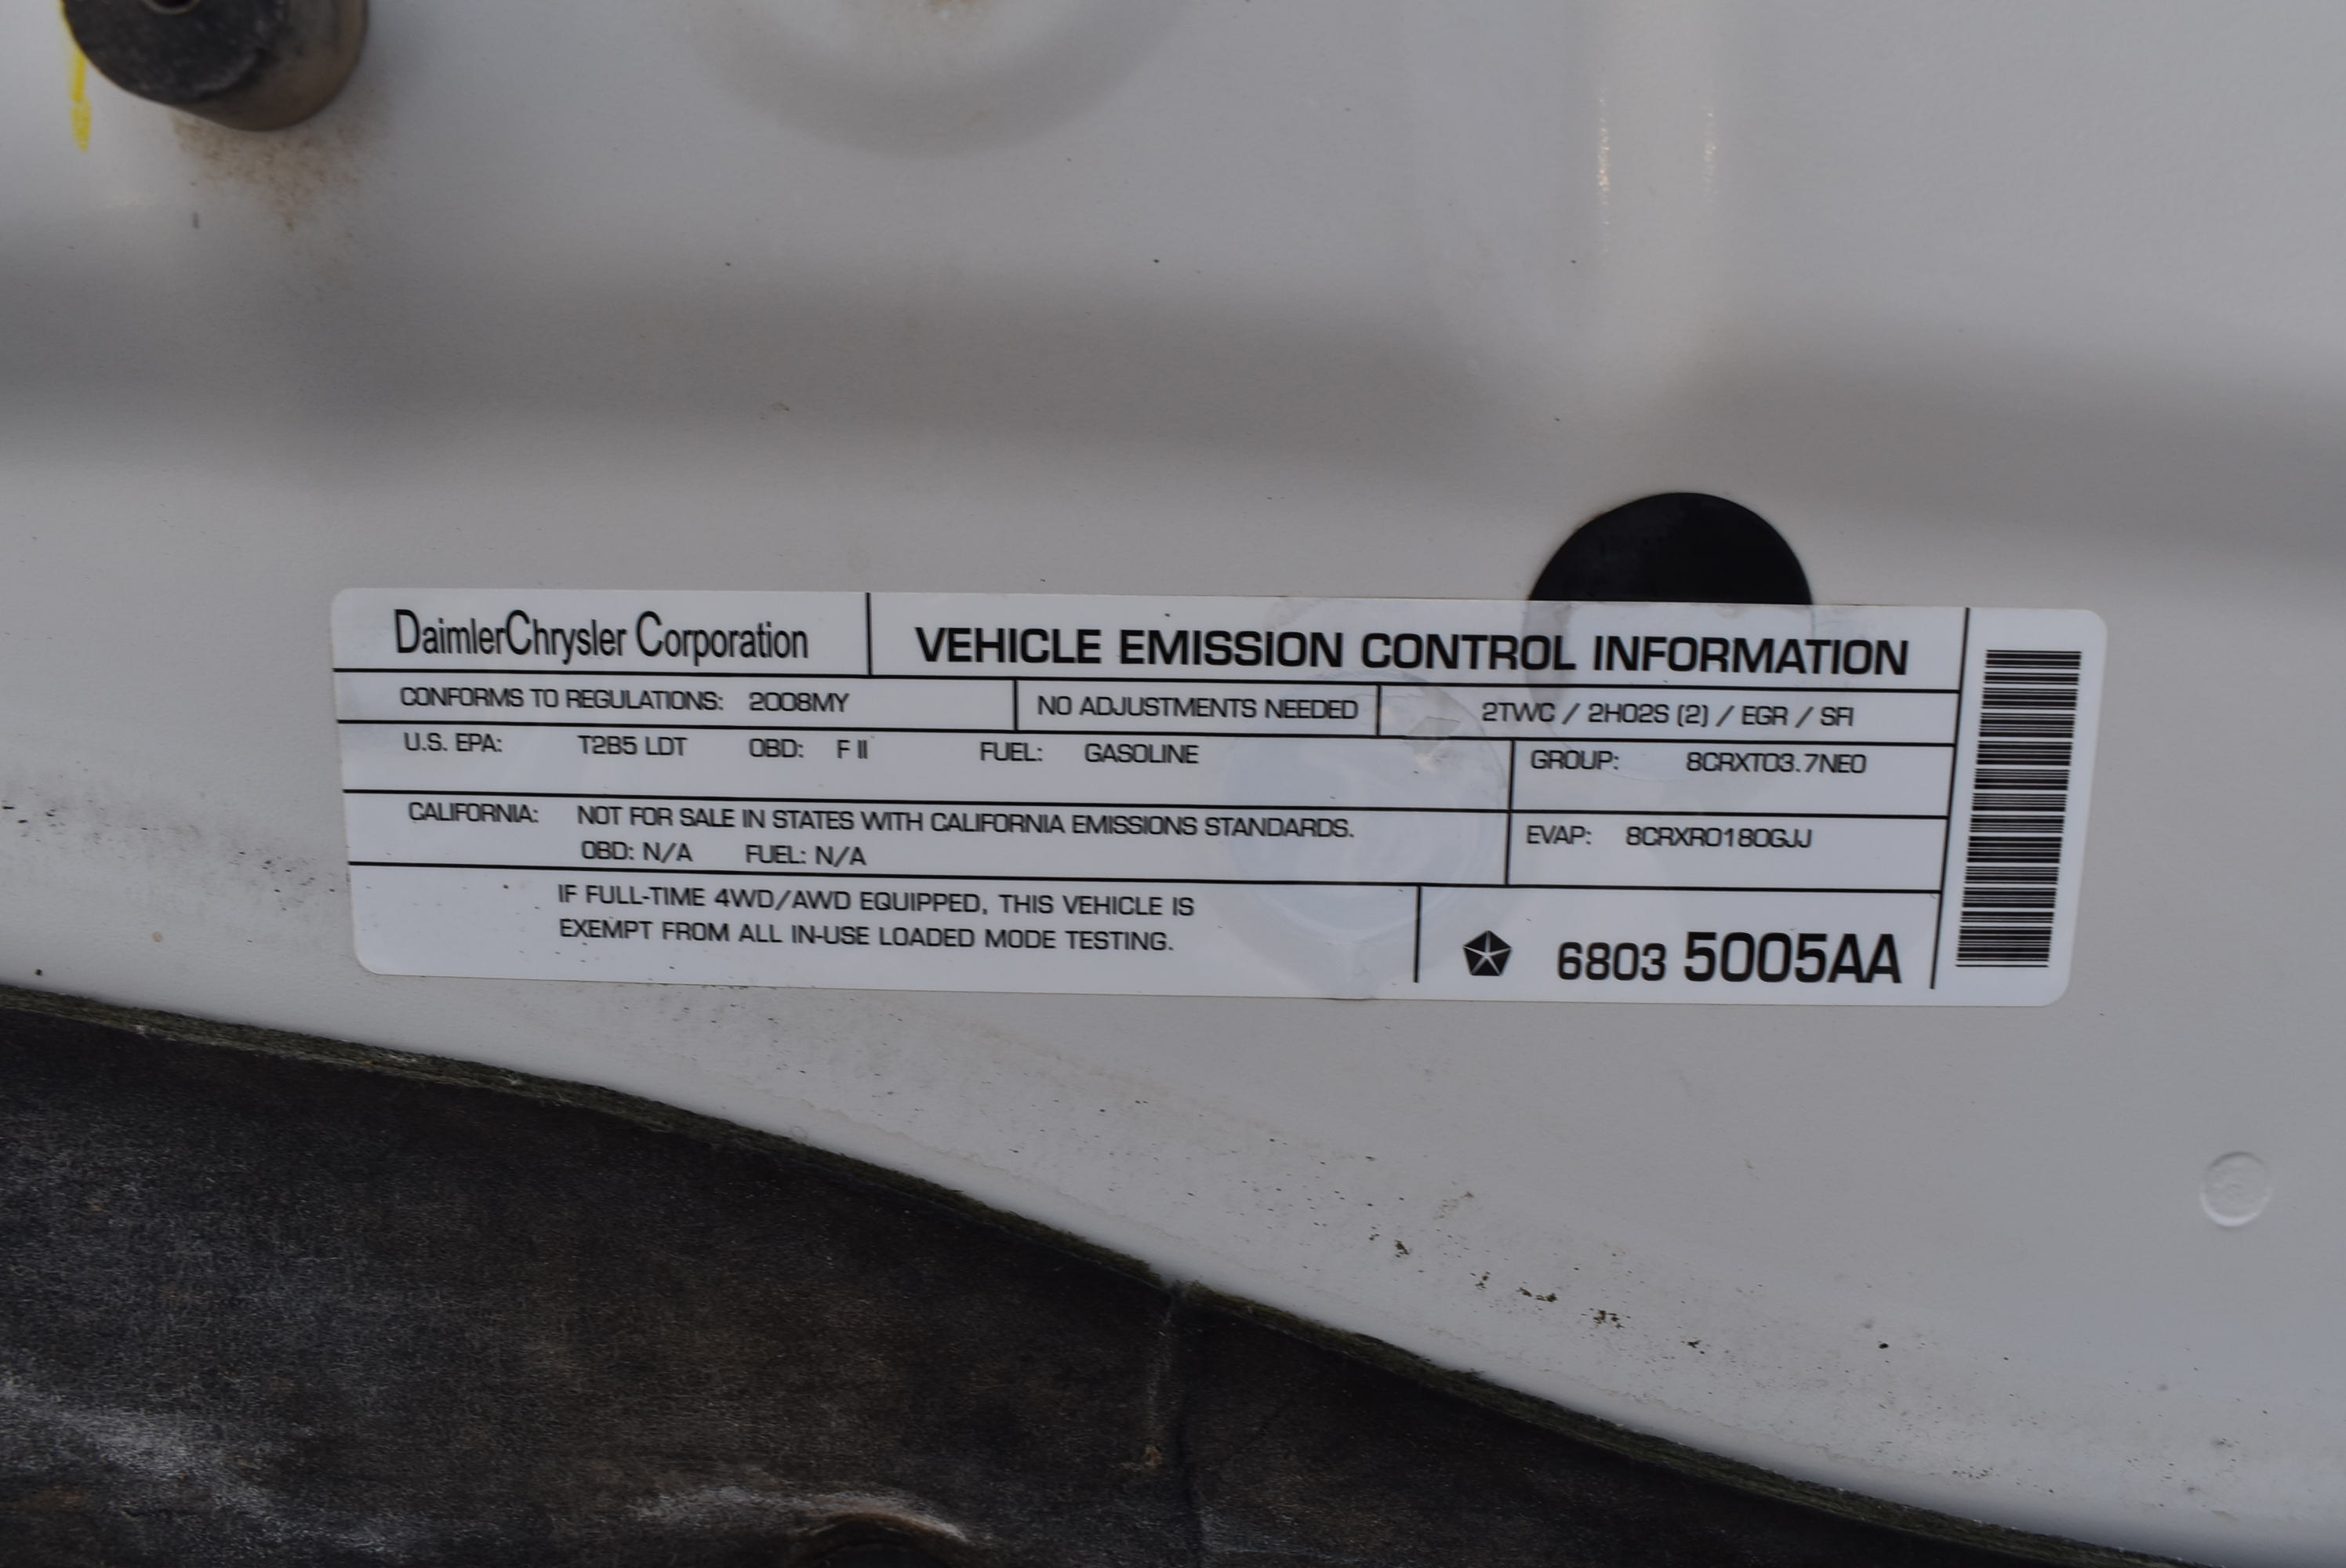 DaimlerChrysler Corporation
VEHICLE EMISSION CONTROL INFORMATION
CONFORMS TO REGULATIONS: 2008MY
NO ADJUSTMENTS NEEDED
2TWC / 2HO2S (2) / EGR / SFI
U.S. EPA: T2B5 LDT OBD: F II FUEL: GASOLINE
GROUP: 8CRXT03.7NE0
CALIFORNIA: NOT FOR SALE IN STATES WITH CALIFORNIA EMISSIONS STANDARDS.
OBD: N/A FUEL: N/A
EVAP: 8CRXR0180GJJ
IF FULL-TIME 4WD/AWD EQUIPPED, THIS VEHICLE IS
EXEMPT FROM ALL IN-USE LOADED MODE TESTING.
6803 5005AA